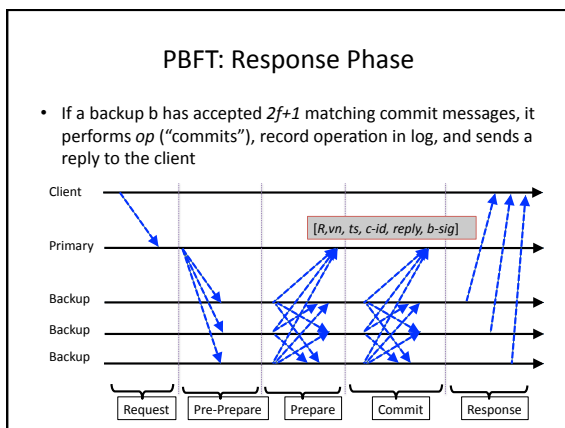 PBFT: Response Phase
• If a backup b has accepted 2f+1 matching commit messages, it
performs op (“commits”), record operation in log, and sends a
reply to the client
Client
[R,vn, ts, c-id, reply, b-sig]
Primary
Backup
Backup
Backup
Request
Pre-Prepare
Prepare
Commit
Response